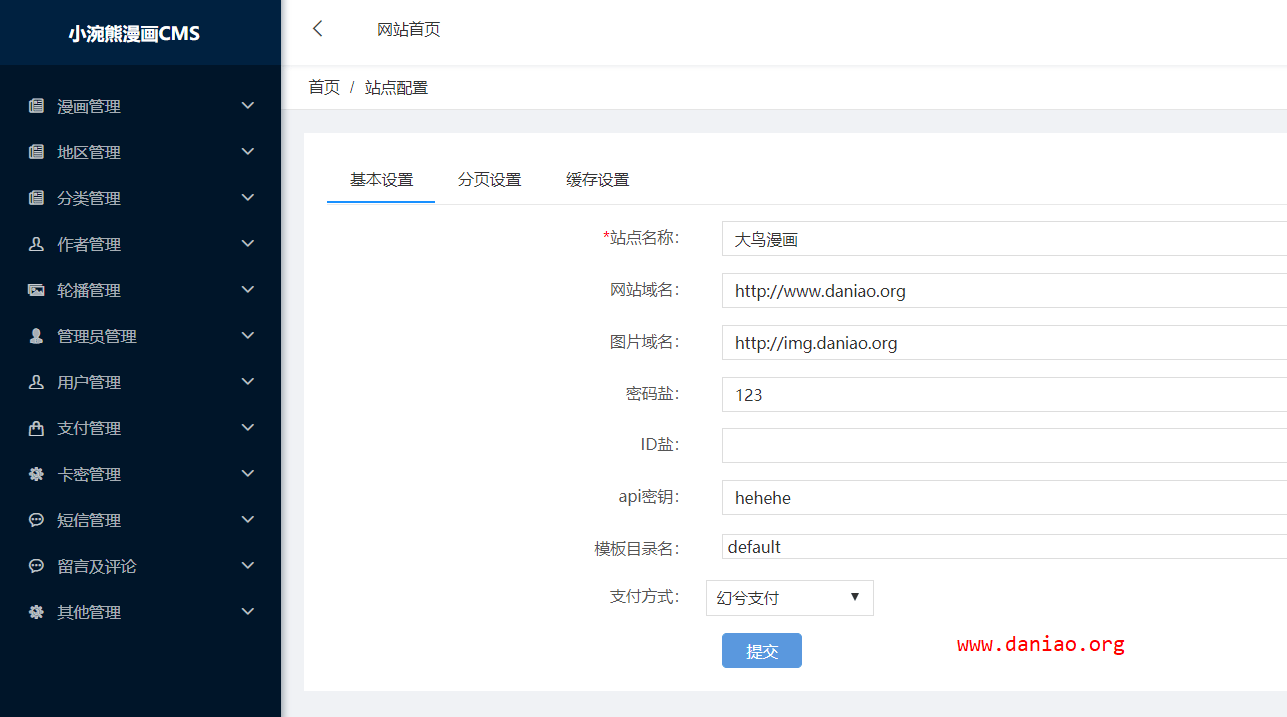 小浣熊漫画CMS
漫画管理
地区管理
分类管理
作者管理
轮播管理
管理员管理
用户管理
支付管理
卡密管理
短信管理
留言及评论
其他管理
网站首页
首页 / 站点配置
基本设置 分页设置 缓存设置
*站点名称: 大鸟漫画
网站域名: http://www.daniao.org
图片域名: http://img.daniao.org
密码盐: 123
ID盐:
api密钥: hehehe
模板目录名: default
支付方式: 幻兮支付
提交
www.daniao.org